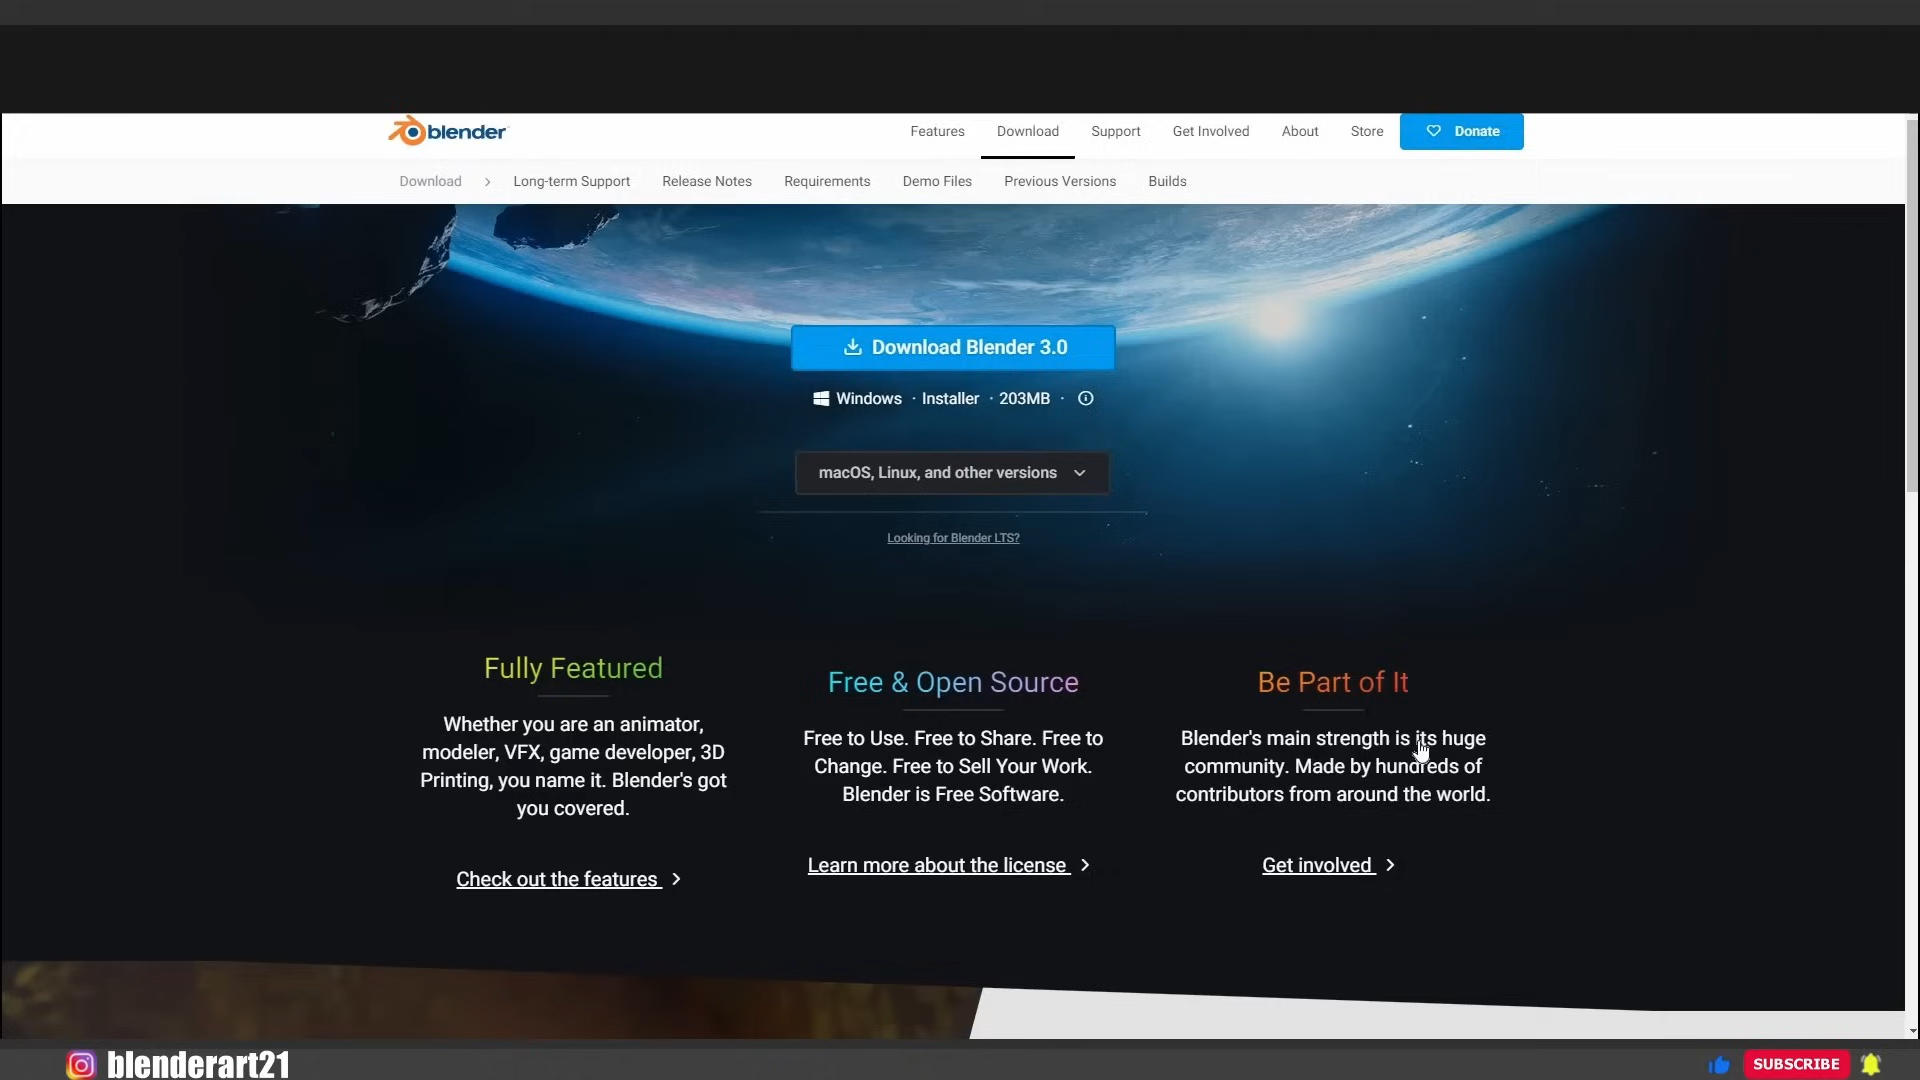 blender
Features Download Support Get Involved About Store Donate
Download > Long-term Support Release Notes Requirements Demo Files Previous Versions Builds
Download Blender 3.0
Windows · Installer · 203MB ·
macOS, Linux, and other versions
Looking for Blender LTS?
Fully Featured
Whether you are an animator,
modeler, VFX, game developer, 3D
Printing, you name it. Blender's got
you covered.
Check out the features >
Free & Open Source
Free to Use. Free to Share. Free to
Change. Free to Sell Your Work.
Blender is Free Software.
Learn more about the license >
Be Part of It
Blender's main strength is its huge
community. Made by hundreds of
contributors from around the world.
Get involved >
blenderart21
SUBSCRIBE